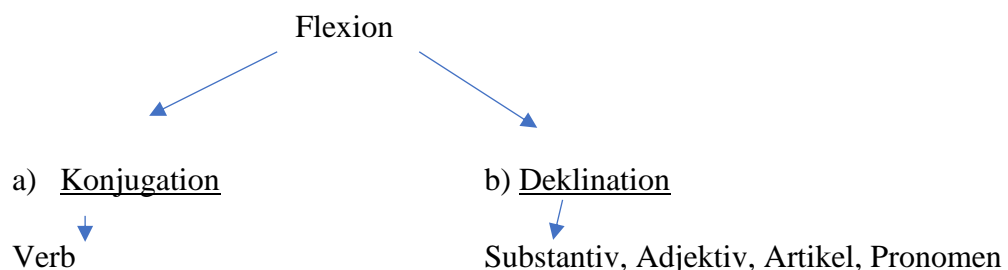 Flexion
a) Konjugation b) Deklination
Verb Substantiv, Adjektiv, Artikel, Pronomen